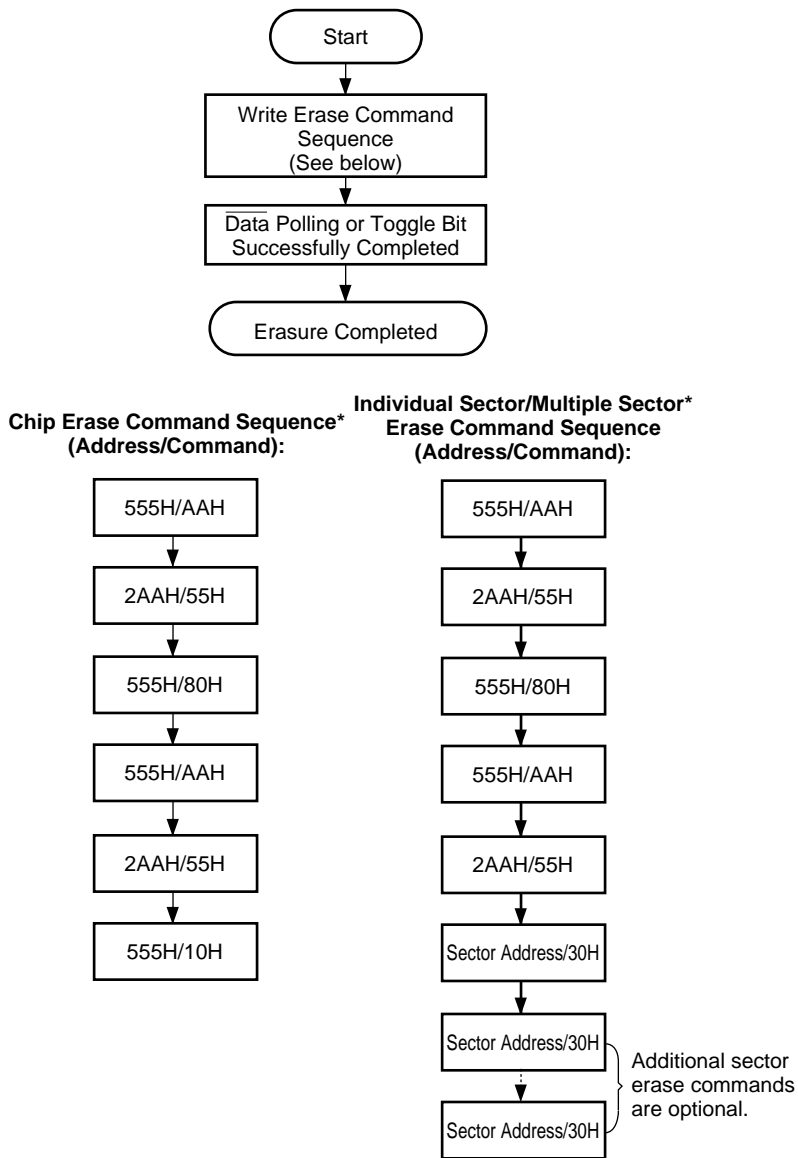 Start
Write Erase Command
Sequence
(See below)
Data Polling or Toggle Bit
Successfully Completed
Erasure Completed
Chip Erase Command Sequence*
(Address/Command):
555H/AAH
2AAH/55H
555H/80H
555H/AAH
2AAH/55H
555H/10H
Individual Sector/Multiple Sector*
Erase Command Sequence
(Address/Command):
555H/AAH
2AAH/55H
555H/80H
555H/AAH
2AAH/55H
Sector Address/30H
Sector Address/30H
Sector Address/30H
Additional sector
erase commands
are optional.